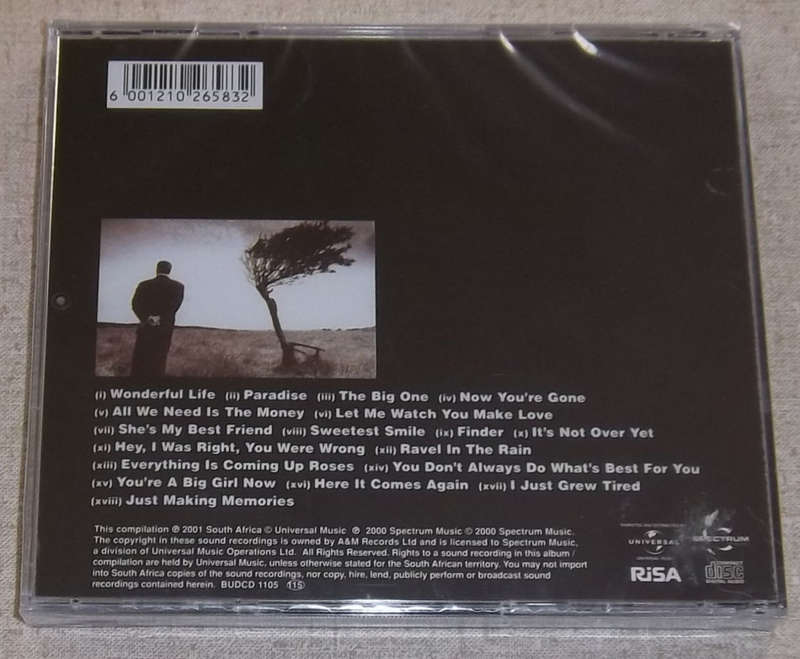 6 001210 265832
(i) Wonderful Life (ii) Paradise (iii) The Big One (iv) Now You're Gone
(v) All We Need Is The Money (vi) Let Me Watch You Make Love
(vii) She's My Best Friend (viii) Sweetest Smile (ix) Finder (x) It's Not Over Yet
(xi) Hey, I Was Right, You Were Wrong (xii) Ravel In The Rain
(xiii) Everything Is Coming Up Roses (xiv) You Don't Always Do What's Best For You
(xv) You're A Big Girl Now (xvi) Here It Comes Again (xvii) I Just Grew Tired
(xviii) Just Making Memories
This compilation ℗ 2001 South Africa © Universal Music ℗ 2000 Spectrum Music © 2000 Spectrum Music.
The copyright in these sound recordings is owned by A&M Records Ltd and is licensed to Spectrum Music,
a division of Universal Music Operations Ltd. All Rights Reserved. Rights to a sound recording in this album /
compilation are held by Universal Music, unless otherwise stated for the South African territory. You may not import
into South Africa copies of the sound recordings, nor copy, hire, lend, publicly perform or broadcast sound
recordings contained herein. BUDCD 1105 115
UNIVERSAL
SPECTRUM
RiSA
COMPACT
disc
DIGITAL AUDIO